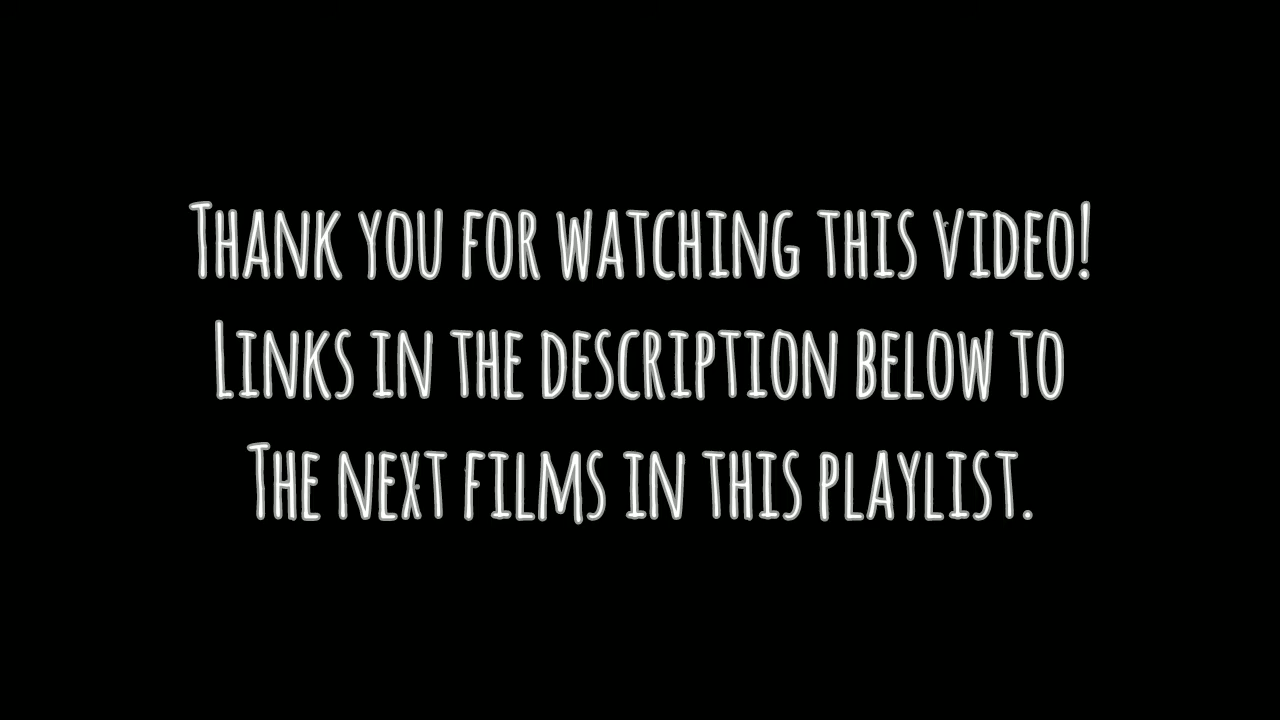 Thank you for watching this video!
Links in the description below to
The next films in this playlist.